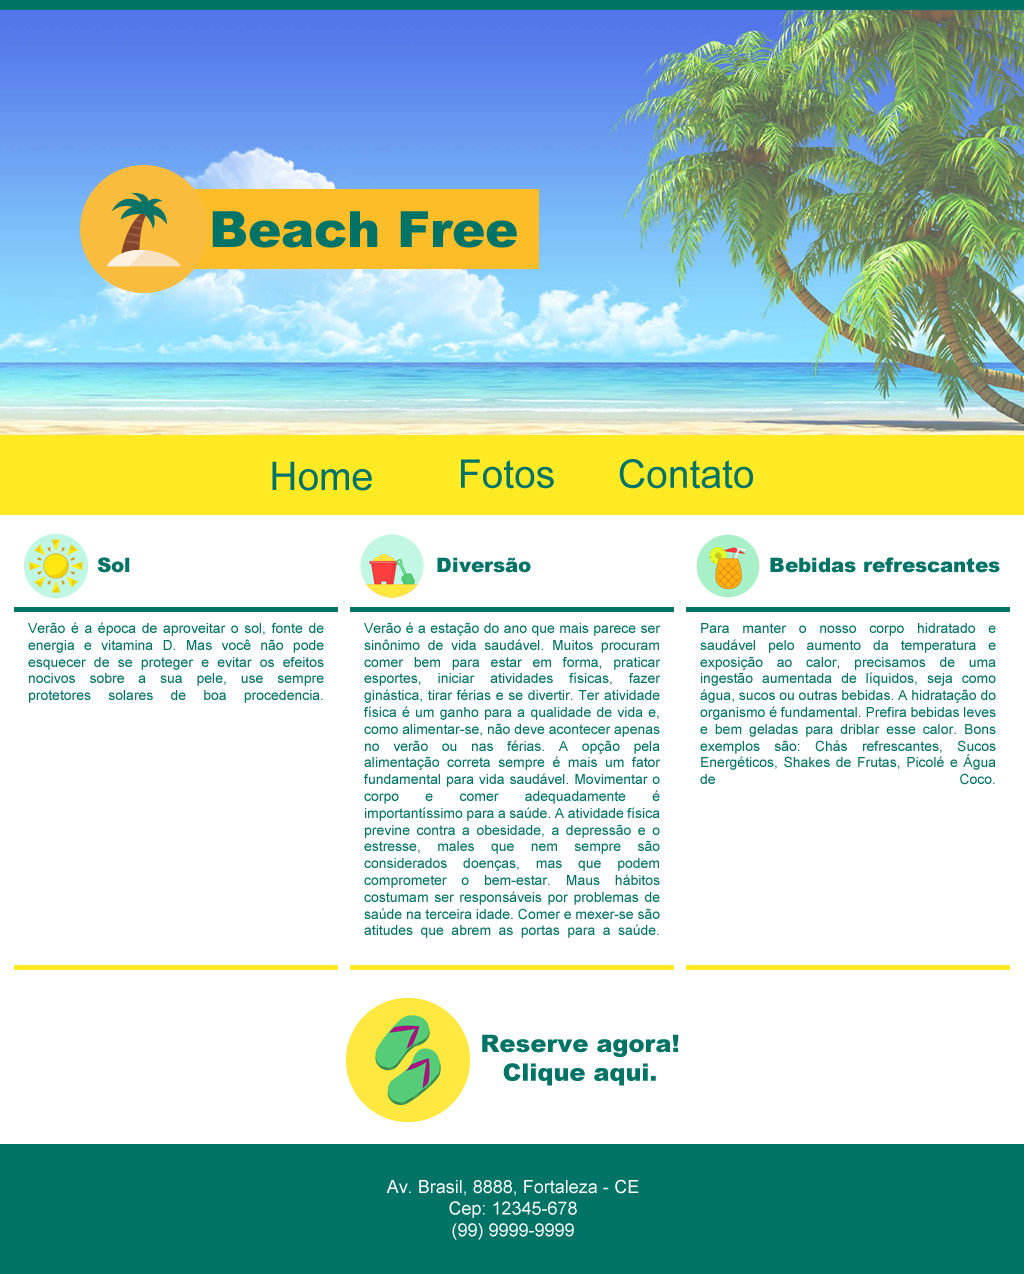 Beach Free
Home Fotos Contato
Sol
Verão é a época de aproveitar o sol, fonte de
energia e vitamina D. Mas você não pode
esquecer de se proteger e evitar os efeitos
nocivos sobre a sua pele, use sempre
protetores solares de boa procedencia.
Diversão
Verão é a estação do ano que mais parece ser
sinônimo de vida saudável. Muitos procuram
comer bem para estar em forma, praticar
esportes, iniciar atividades físicas, fazer
ginástica, tirar férias e se divertir. Ter atividade
física é um ganho para a qualidade de vida e,
como alimentar-se, não deve acontecer apenas
no verão ou nas férias. A opção pela
alimentação correta sempre é mais um fator
fundamental para vida saudável. Movimentar o
corpo e comer adequadamente é
importantíssimo para a saúde. A atividade física
previne contra a obesidade, a depressão e o
estresse, males que nem sempre são
considerados doenças, mas que podem
comprometer o bem-estar. Maus hábitos
costumam ser responsáveis por problemas de
saúde na terceira idade. Comer e mexer-se são
atitudes que abrem as portas para a saúde.
Bebidas refrescantes
Para manter o nosso corpo hidratado e
saudável pelo aumento da temperatura e
exposição ao calor, precisamos de uma
ingestão aumentada de líquidos, seja como
água, sucos ou outras bebidas. A hidratação do
organismo é fundamental. Prefira bebidas leves
e bem geladas para driblar esse calor. Bons
exemplos são: Chás refrescantes, Sucos
Energéticos, Shakes de Frutas, Picolé e Água
de Coco.
Reserve agora!
Clique aqui.
Av. Brasil, 8888, Fortaleza - CE
Cep: 12345-678
(99) 9999-9999